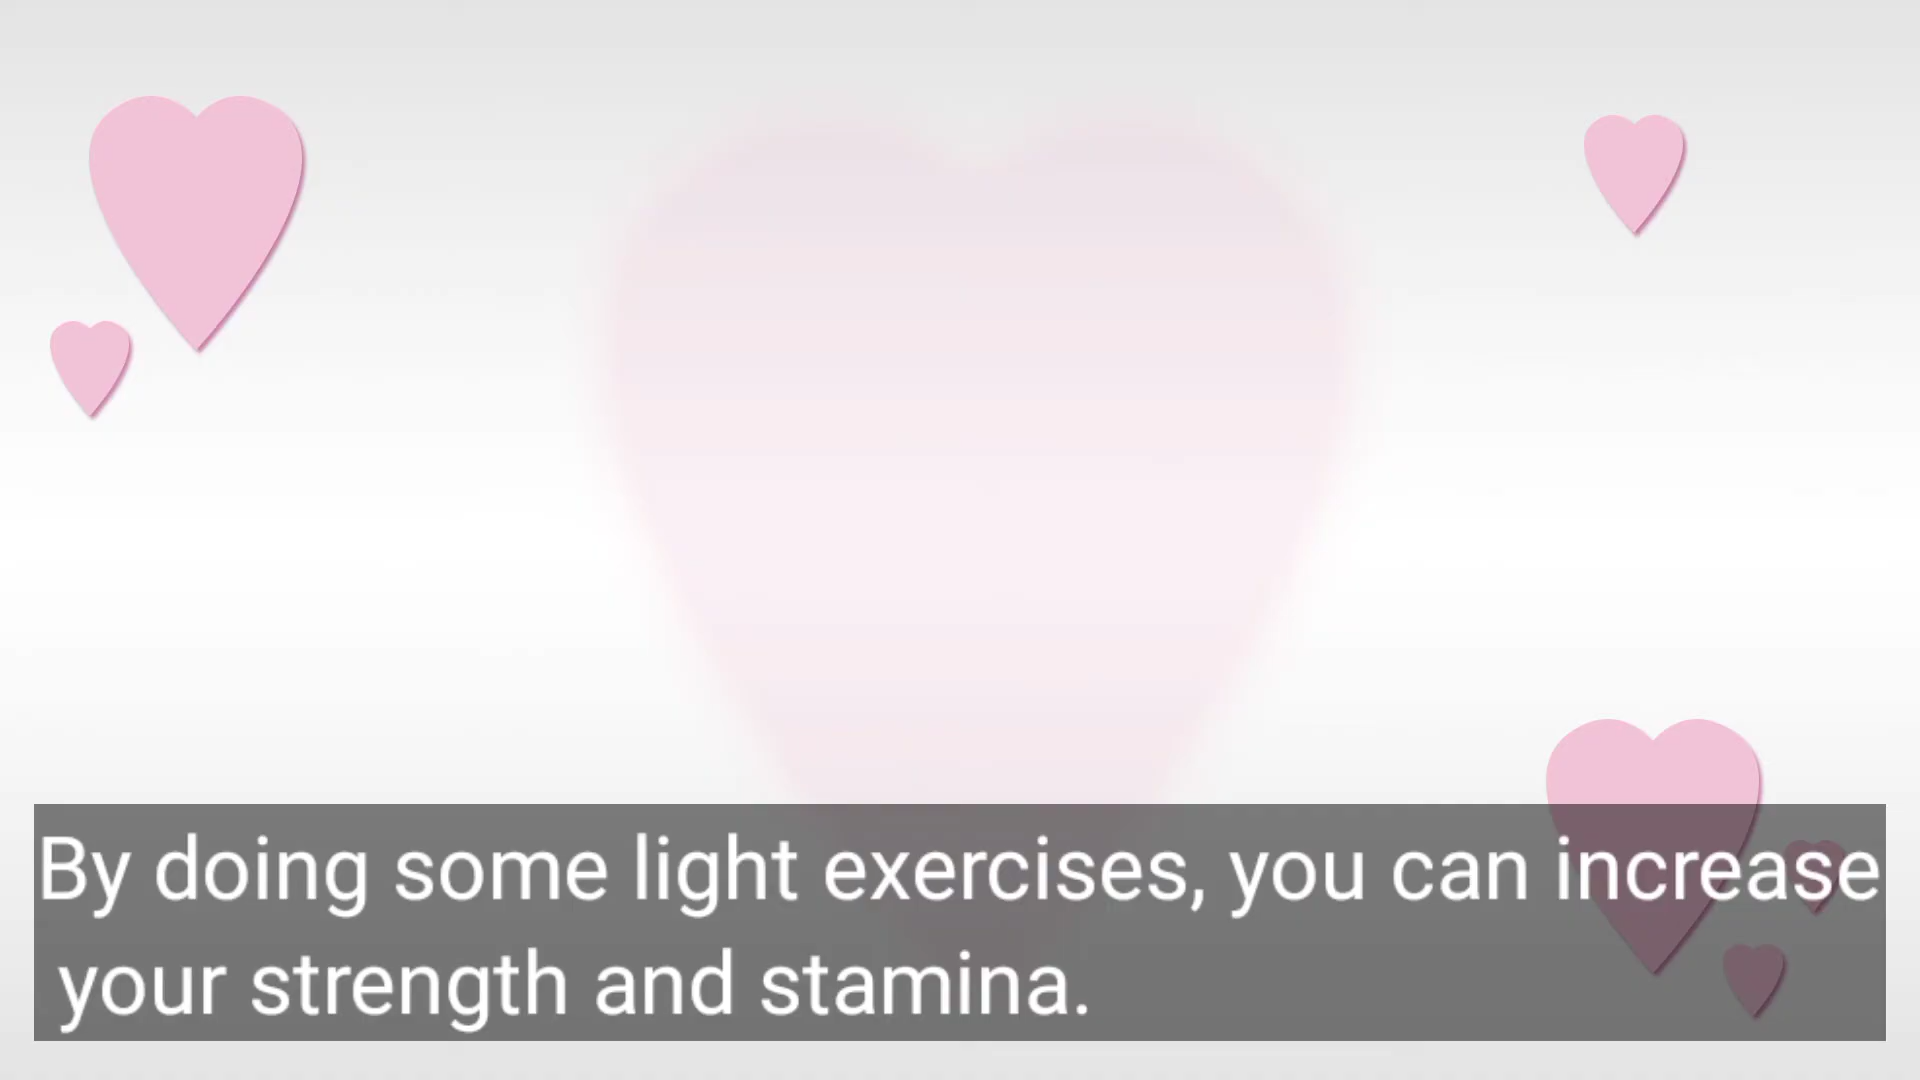 By doing some light exercises, you can increase
your strength and stamina.